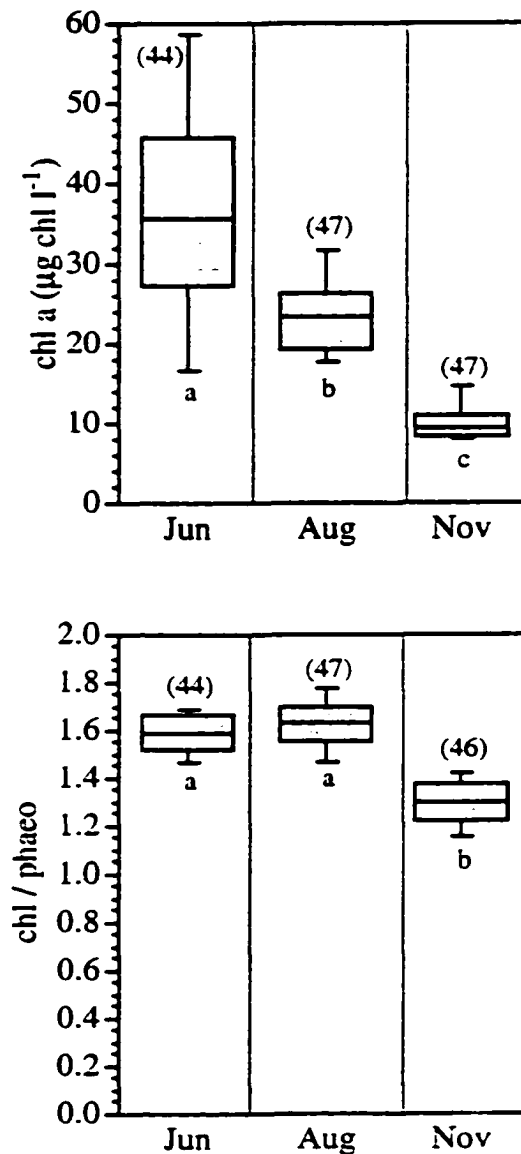 60
(44)
50
40
(47)
30
(47)
20
a
b
10
c
0
chl a (µg chl l⁻¹)
Jun Aug Nov
2.0
1.8
(44) (47)
1.6
(46)
1.4
a a
1.2
b
1.0
0.8
0.6
0.4
0.2
0.0
chl / phaeo
Jun Aug Nov